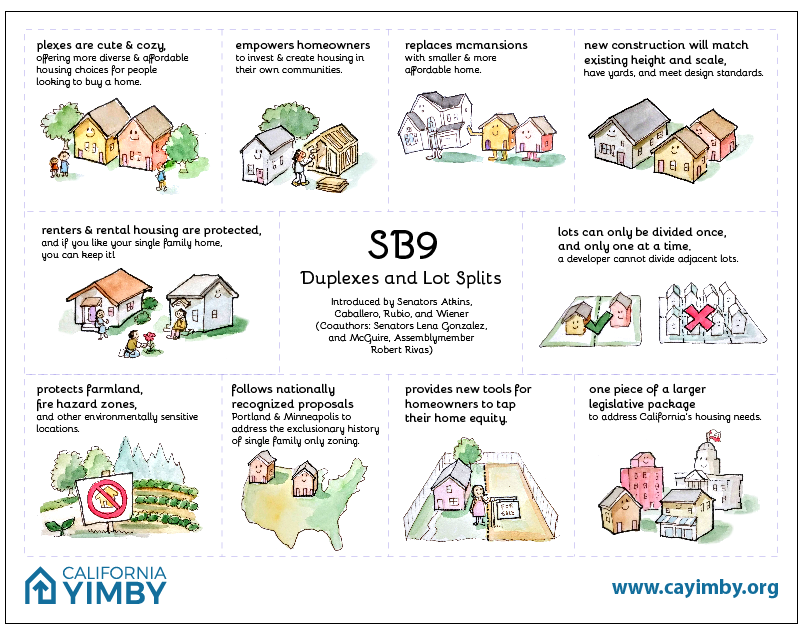 plexes are cute & cozy,
offering more diverse & affordable
housing choices for people
looking to buy a home.
empowers homeowners
to invest & create housing in
their own communities.
replaces mcmansions
with smaller & more
affordable home.
new construction will match
existing height and scale,
have yards, and meet design standards.
renters & rental housing are protected,
and if you like your single family home,
you can keep it!
SB9
Duplexes and Lot Splits
Introduced by Senators Atkins,
Caballero, Rubio, and Wiener
(Coauthors: Senators Lena Gonzalez,
and McGuire, Assemblymember
Robert Rivas)
lots can only be divided once,
and only one at a time.
a developer cannot divide adjacent lots.
protects farmland,
fire hazard zones,
and other environmentally sensitive
locations.
follows nationally
recognized proposals
Portland & Minneapolis to
address the exclusionary history
of single family only zoning.
provides new tools for
homeowners to tap
their home equity.
FOR
SALE
one piece of a larger
legislative package
to address California's housing needs.
CALIFORNIA
YIMBY
www.cayimby.org